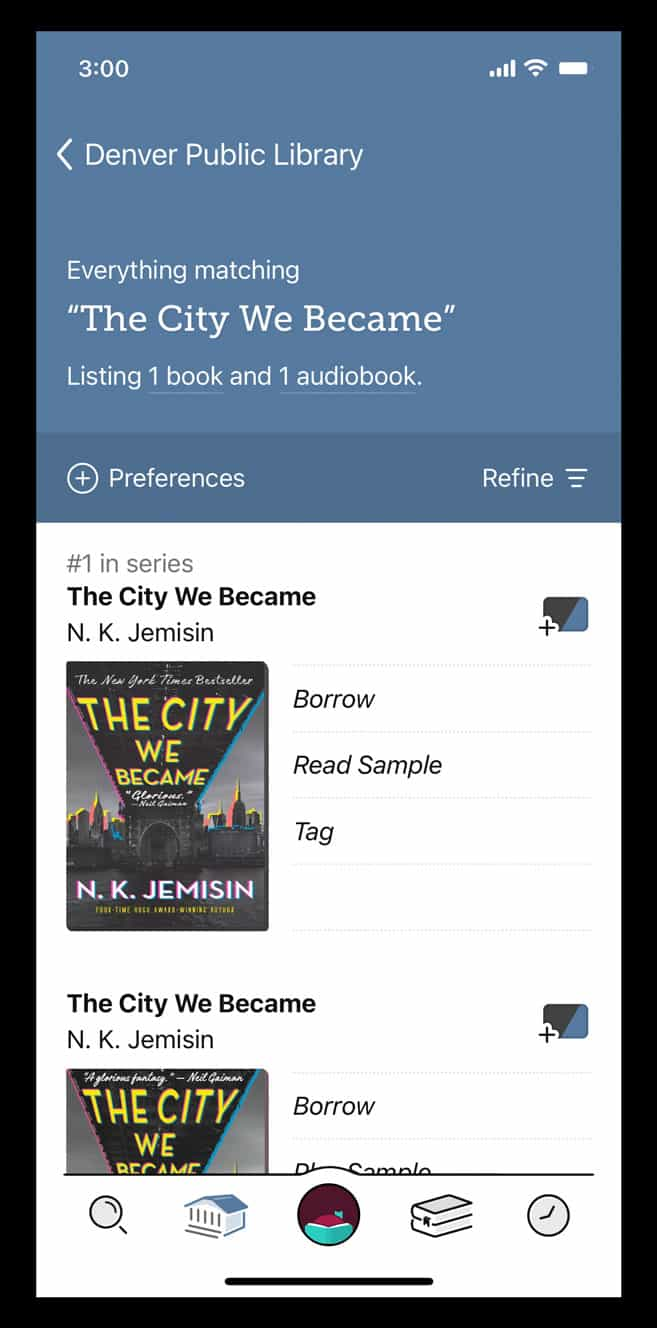 3:00
Denver Public Library
Everything matching
“The City We Became”
Listing 1 book and 1 audiobook.
Preferences
Refine
#1 in series
The City We Became
N. K. Jemisin
The New York Times Bestseller
THE CITY
WE
BECAME
"Glorious."
—Neil Gaiman
N. K. JEMISIN
FOUR-TIME HUGO AWARD-WINNING AUTHOR
Borrow
Read Sample
Tag
The City We Became
N. K. Jemisin
"A glorious fantasy." — Neil Gaiman
THE CITY
WE
BECAME
Borrow
Play Sample